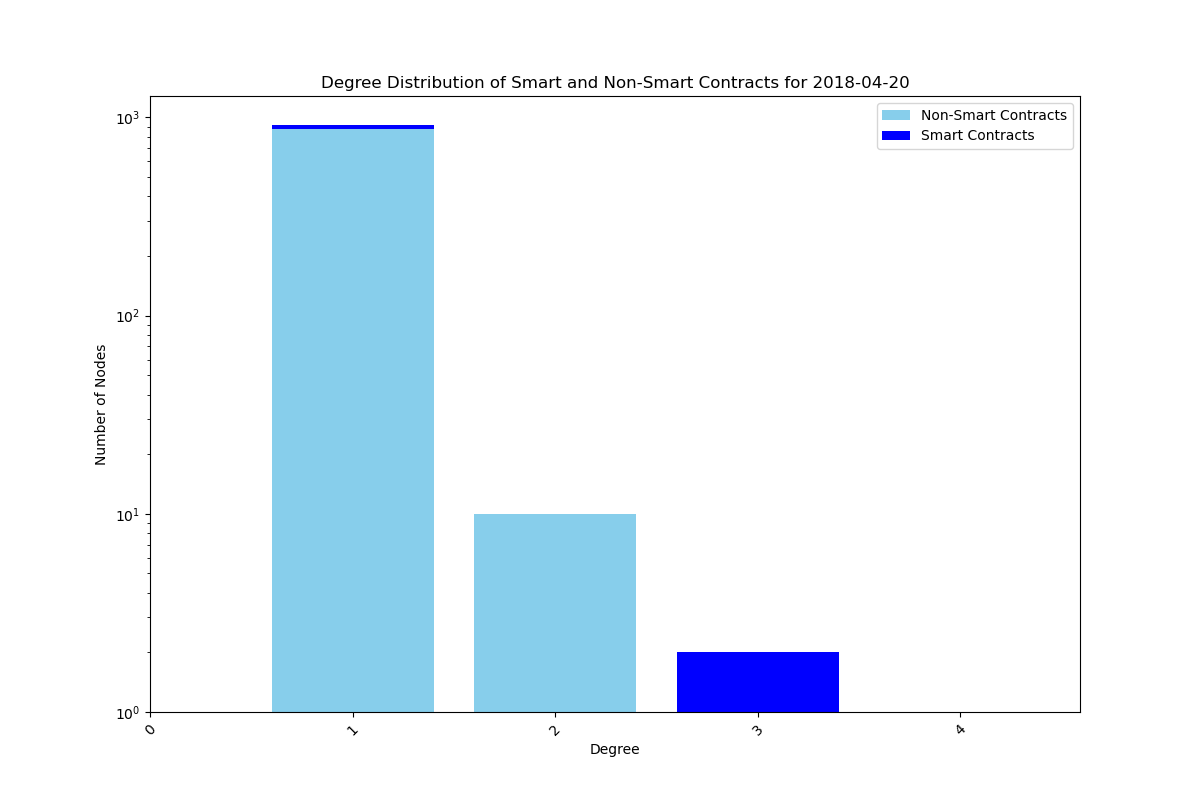 Degree Distribution of Smart and Non-Smart Contracts for 2018-04-20
Non-Smart Contracts
Smart Contracts
Number of Nodes
10³
10²
10¹
10⁰
0 1 2 3 4
Degree